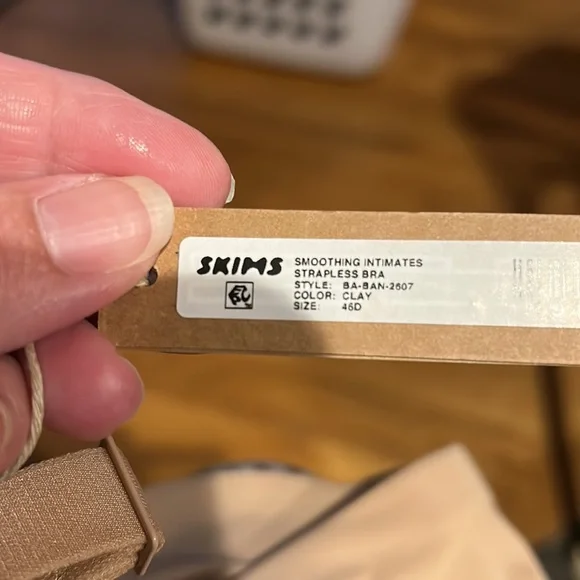 SKIMS
SMOOTHING INTIMATES
STRAPLESS BRA
STYLE: BA-BAN-2607
COLOR: CLAY
SIZE: 46D